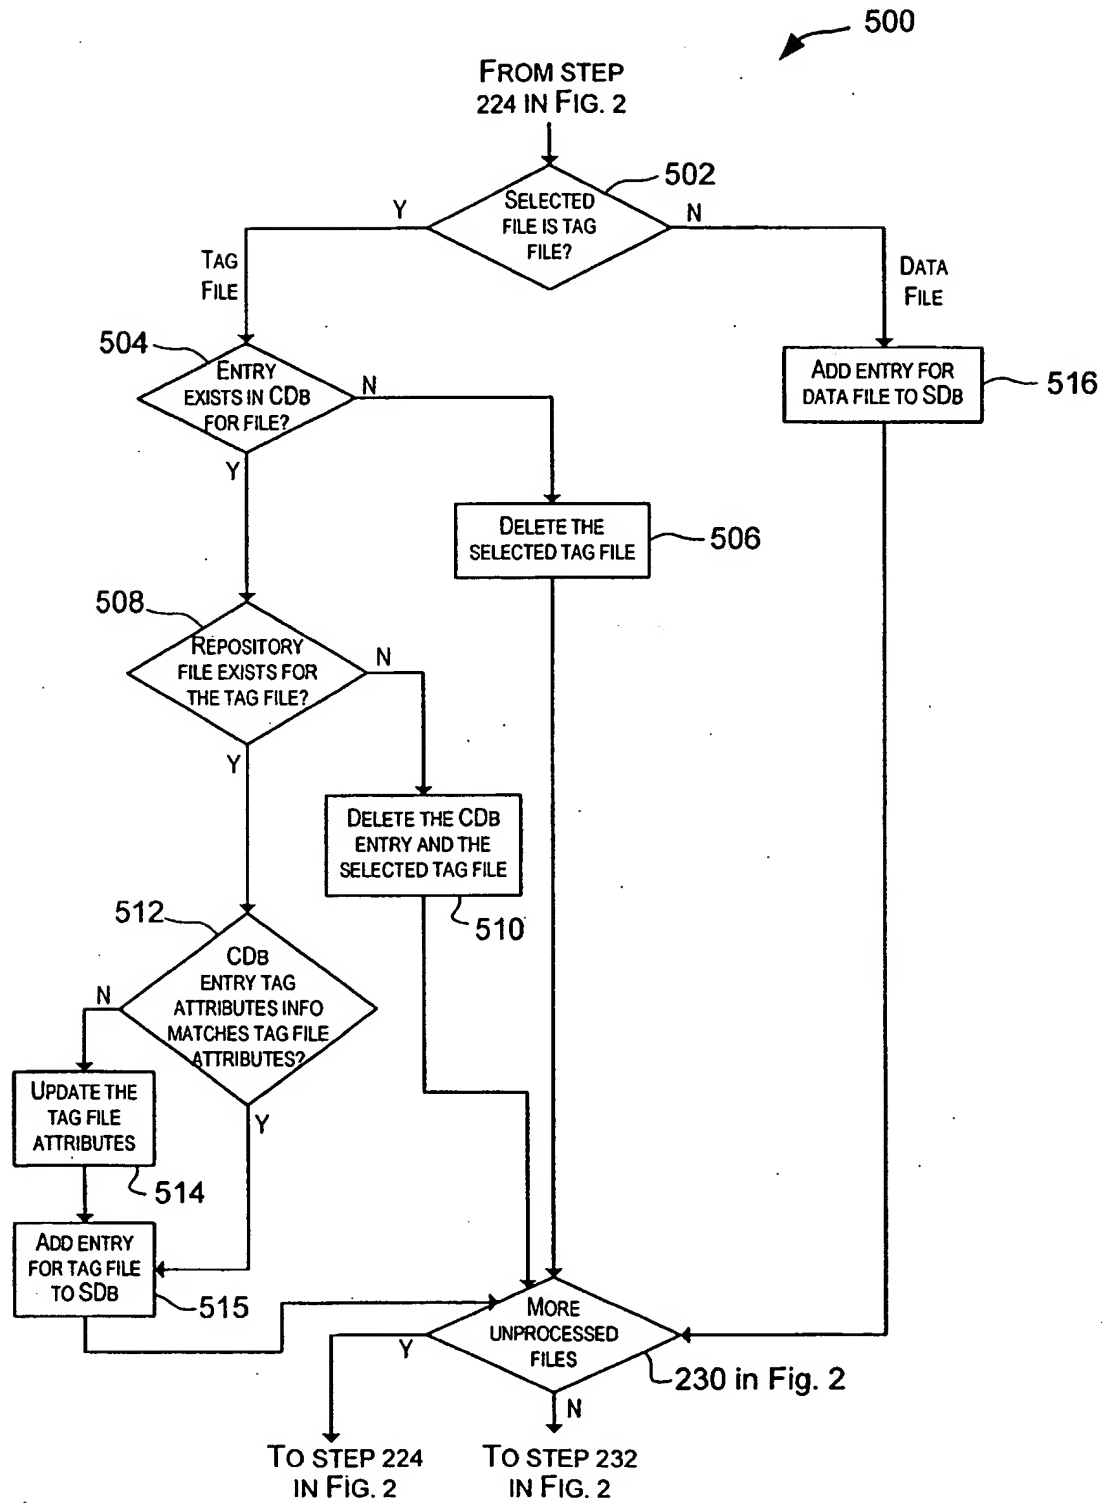 500
FROM STEP
224 IN FIG. 2
502
SELECTED
FILE IS TAG
FILE?
Y
N
TAG
FILE
DATA
FILE
504
ENTRY
EXISTS IN CDB
FOR FILE?
N
Y
ADD ENTRY FOR
DATA FILE TO SDB
516
DELETE THE
SELECTED TAG FILE
506
508
REPOSITORY
FILE EXISTS FOR
THE TAG FILE?
N
Y
DELETE THE CDB
ENTRY AND THE
SELECTED TAG FILE
510
512
CDB
ENTRY TAG
ATTRIBUTES INFO
MATCHES TAG FILE
ATTRIBUTES?
N
Y
UPDATE THE
TAG FILE
ATTRIBUTES
514
ADD ENTRY
FOR TAG FILE
TO SDB
515
MORE
UNPROCESSED
FILES
Y
230 in Fig. 2
N
TO STEP 224
IN FIG. 2
TO STEP 232
IN FIG. 2